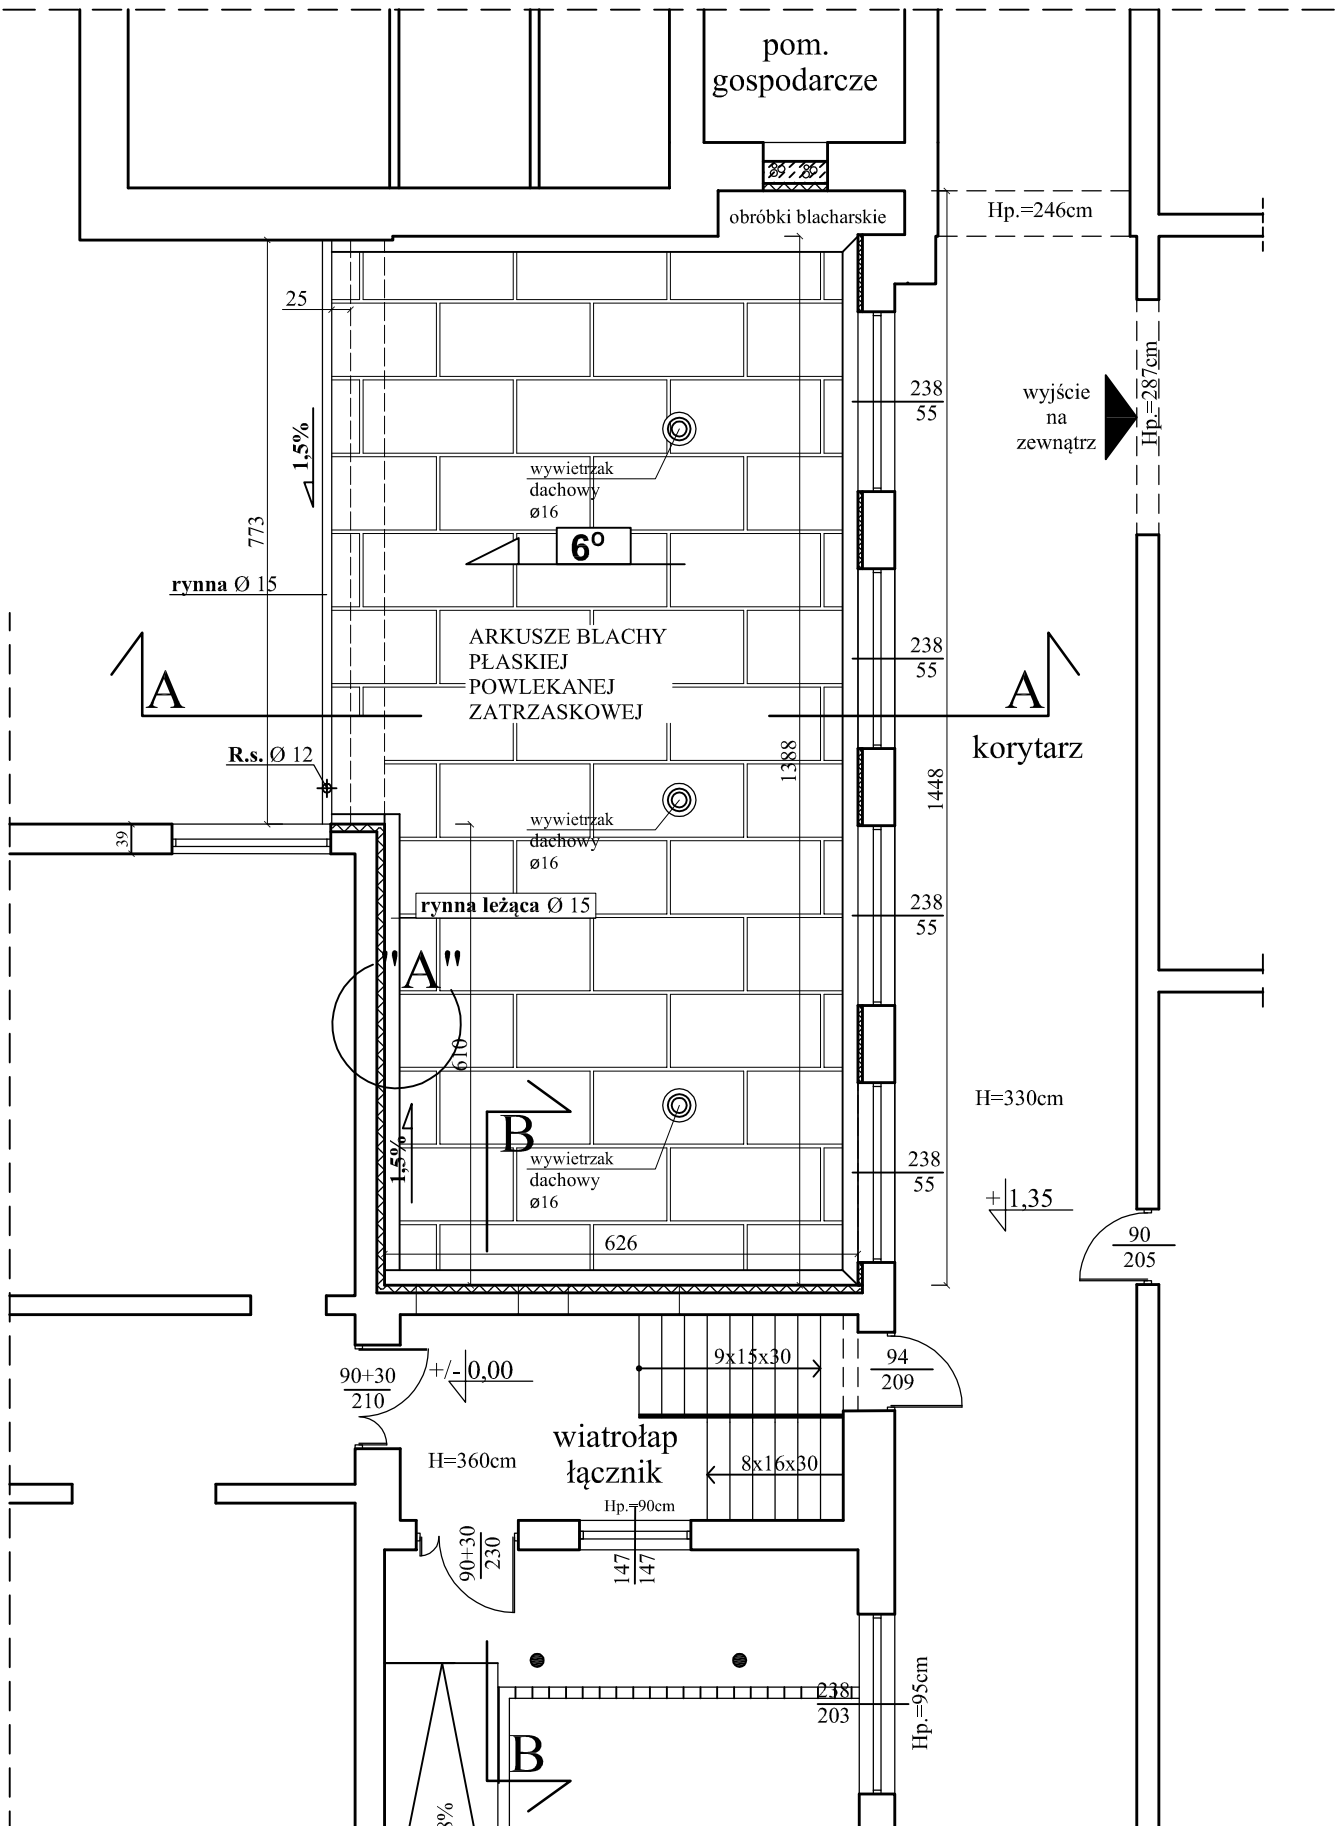 pom.
gospodarcze
obróbki blacharskie
Hp.=246cm
25
238
55
wyjście
na
zewnątrz
Hp.=287cm
1,5%
wywietrzak
dachowy
ø16
773
6°
rynna Ø 15
ARKUSZE BLACHY
PŁASKIEJ
POWLEKANEJ
ZATRZASKOWEJ
238
55
A
A
korytarz
R.s. Ø 12
1388
1448
39
wywietrzak
dachowy
ø16
rynna leżąca Ø 15
238
55
"A"
610
H=330cm
B
1,5%
wywietrzak
dachowy
ø16
238
55
+1,35
626
90
205
9x15x30
94
209
90+30
210
+/-0,00
wiatrołap
łącznik
H=360cm
8x16x30
Hp.=90cm
90+30
230
147
147
238
203
Hp.=95cm
B
8%